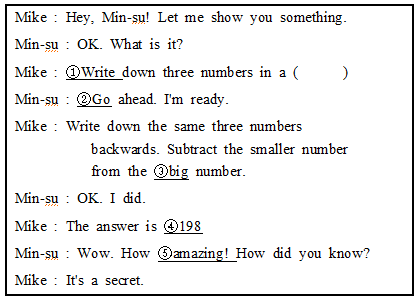 Mike : Hey, Min-su! Let me show you something.
Min-su : OK. What is it?
Mike : ①Write down three numbers in a (      )
Min-su : ②Go ahead. I'm ready.
Mike : Write down the same three numbers
backwards. Subtract the smaller number
from the ③big number.
Min-su : OK. I did.
Mike : The answer is ④198
Min-su : Wow. How ⑤amazing! How did you know?
Mike : It's a secret.